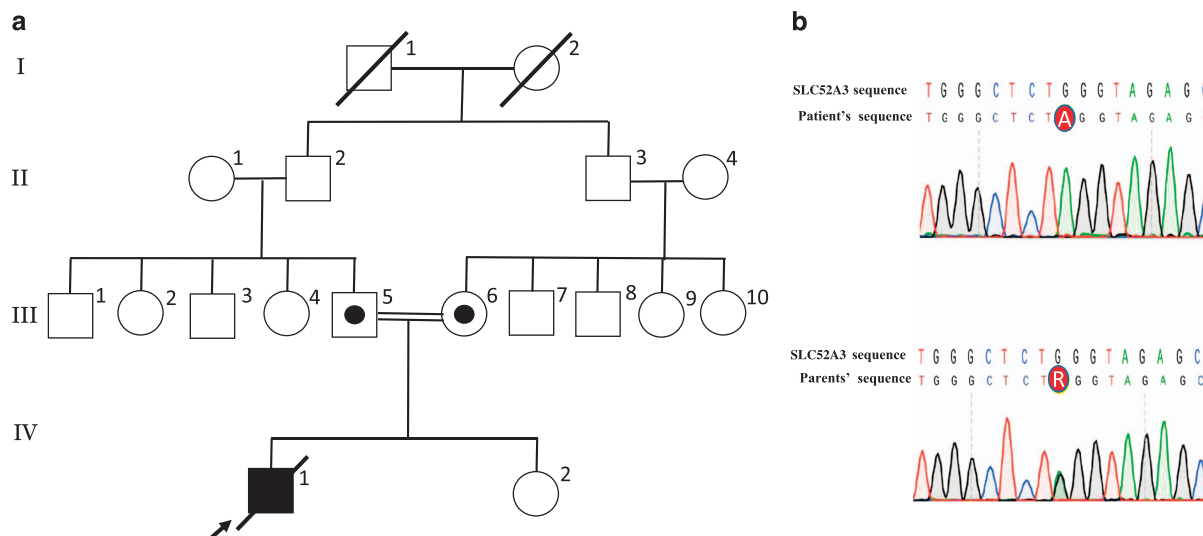 a
I
1
2
II
1
2
3
4
III
1
2
3
4
5
6
7
8
9
10
IV
1
2
b
SLC52A3 sequence T G G G C T C T G G G T A G A G
Patient's sequence T G G G C T C T A G G T A G A G
SLC52A3 sequence T G G G C T C T G G G T A G A G C
Parents' sequence T G G G C T C T R G G T A G A G C